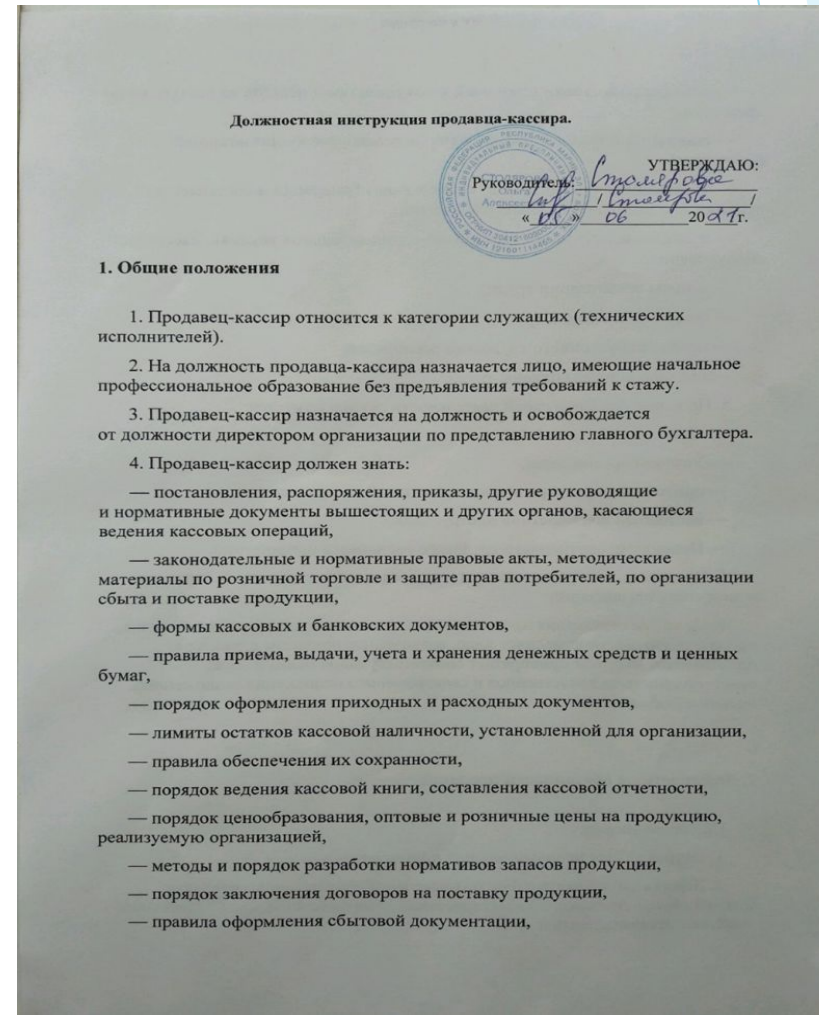 Должностная инструкция продавца-кассира.
УТВЕРЖДАЮ:
Руководитель: Столярова
/ Столярова /
« 05 » 06 2021г.
1. Общие положения
1. Продавец-кассир относится к категории служащих (технических
исполнителей).
2. На должность продавца-кассира назначается лицо, имеющие начальное
профессиональное образование без предъявления требований к стажу.
3. Продавец-кассир назначается на должность и освобождается
от должности директором организации по представлению главного бухгалтера.
4. Продавец-кассир должен знать:
— постановления, распоряжения, приказы, другие руководящие
и нормативные документы вышестоящих и других органов, касающиеся
ведения кассовых операций,
— законодательные и нормативные правовые акты, методические
материалы по розничной торговле и защите прав потребителей, по организации
сбыта и поставке продукции,
— формы кассовых и банковских документов,
— правила приема, выдачи, учета и хранения денежных средств и ценных
бумаг,
— порядок оформления приходных и расходных документов,
— лимиты остатков кассовой наличности, установленной для организации,
— правила обеспечения их сохранности,
— порядок ведения кассовой книги, составления кассовой отчетности,
— порядок ценообразования, оптовые и розничные цены на продукцию,
реализуемую организацией,
— методы и порядок разработки нормативов запасов продукции,
— порядок заключения договоров на поставку продукции,
— правила оформления сбытовой документации,